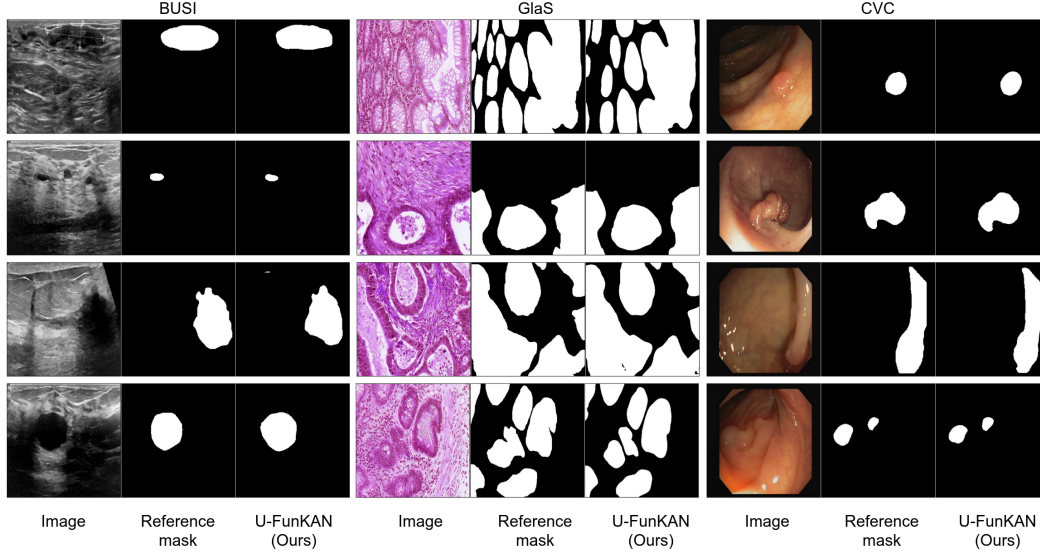 BUSI GlaS CVC
Image Reference mask U-FunKAN (Ours) Image Reference mask U-FunKAN (Ours) Image Reference mask U-FunKAN (Ours)